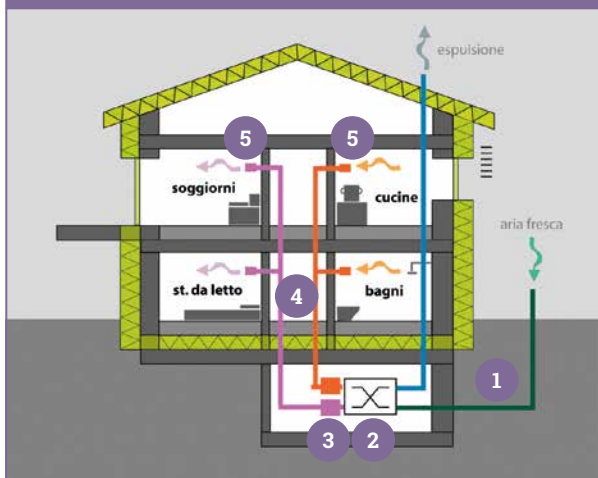 espulsione
5
5
soggiorni
cucine
aria fresca
st. da letto
4
bagni
1
3
2